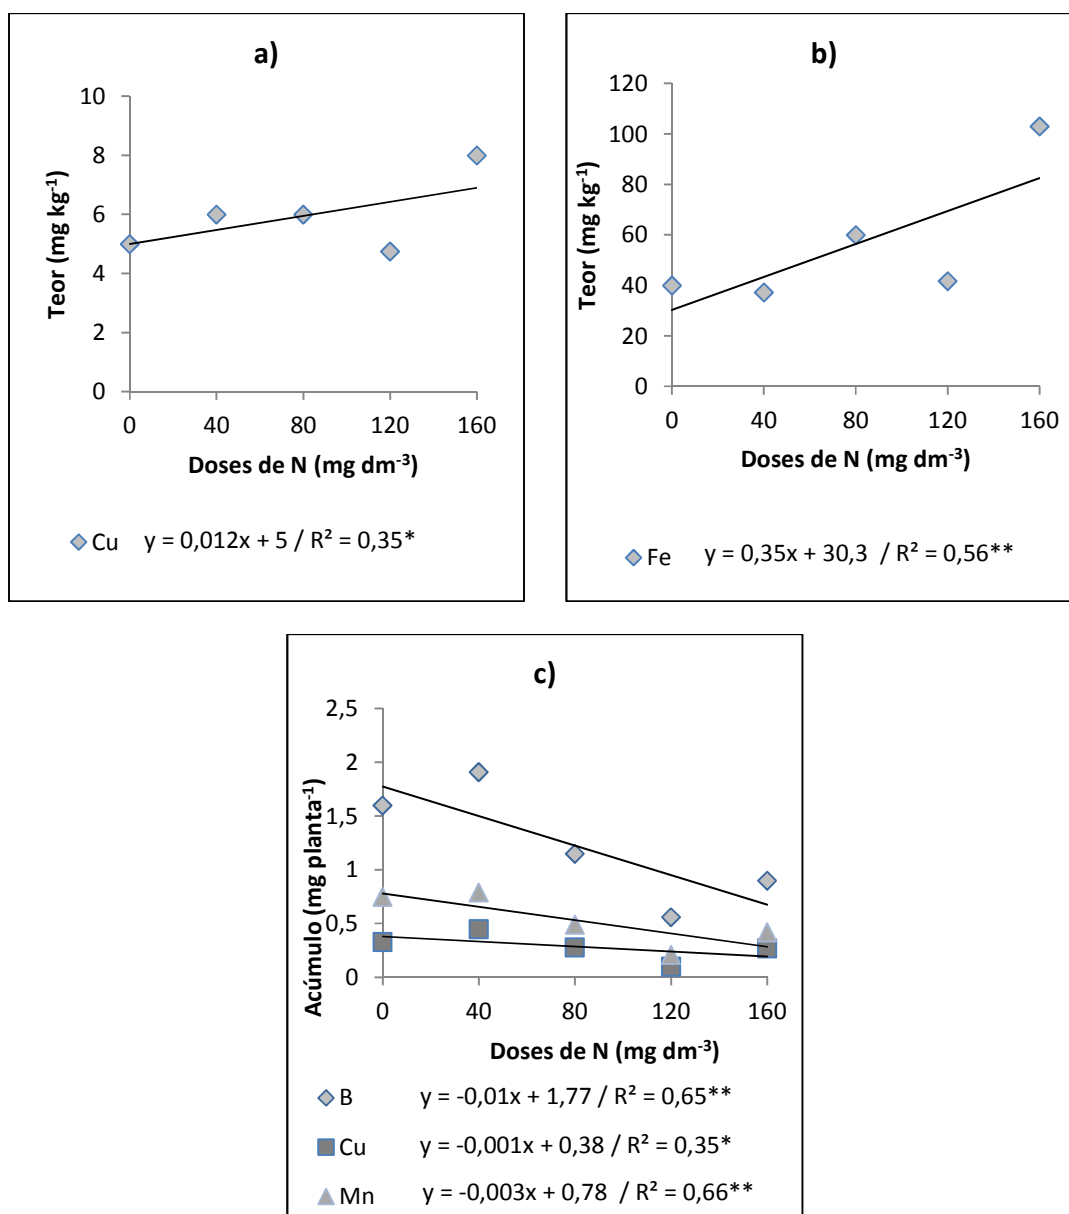 a)
10
8
6
4
2
0
Teor (mg kg⁻¹)
0 40 80 120 160
Doses de N (mg dm⁻³)
Cu y = 0,012x + 5 / R² = 0,35*
b)
120
100
80
60
40
20
0
Teor (mg kg⁻¹)
0 40 80 120 160
Doses de N (mg dm⁻³)
Fe y = 0,35x + 30,3 / R² = 0,56**
c)
2,5
2
1,5
1
0,5
0
Acúmulo (mg planta⁻¹)
0 40 80 120 160
Doses de N (mg dm⁻³)
B y = -0,01x + 1,77 / R² = 0,65**
Cu y = -0,001x + 0,38 / R² = 0,35*
Mn y = -0,003x + 0,78 / R² = 0,66**